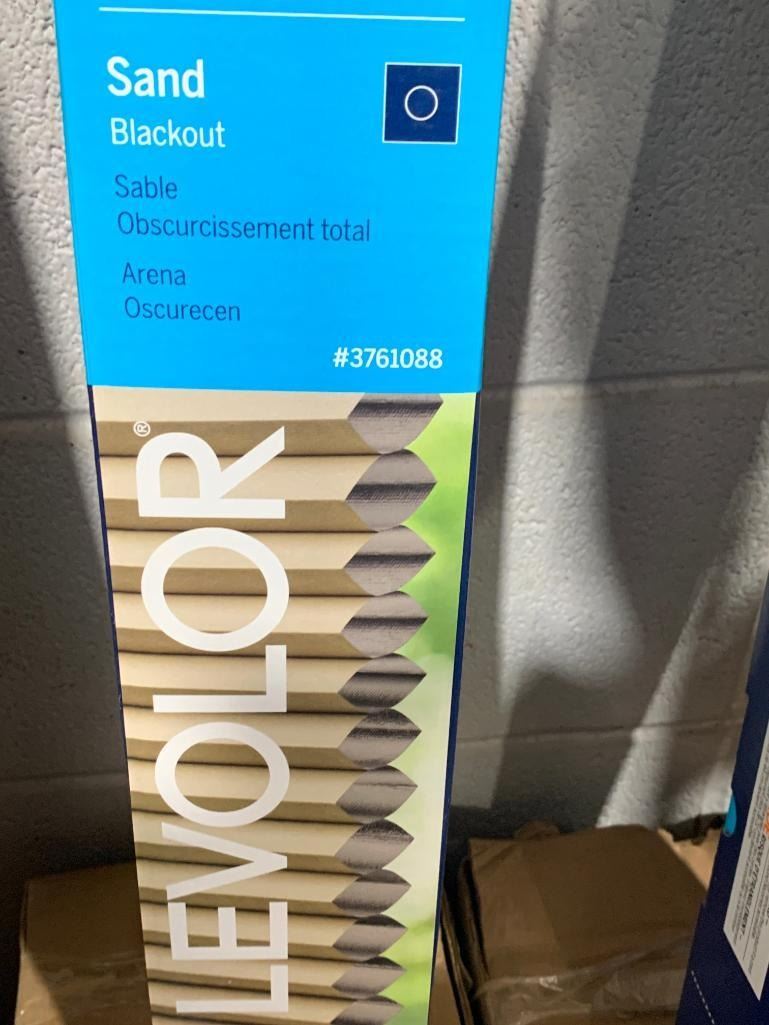 Sand
Blackout
Sable
Obscurcissement total
Arena
Oscurecen
#3761088
LEVOLOR®